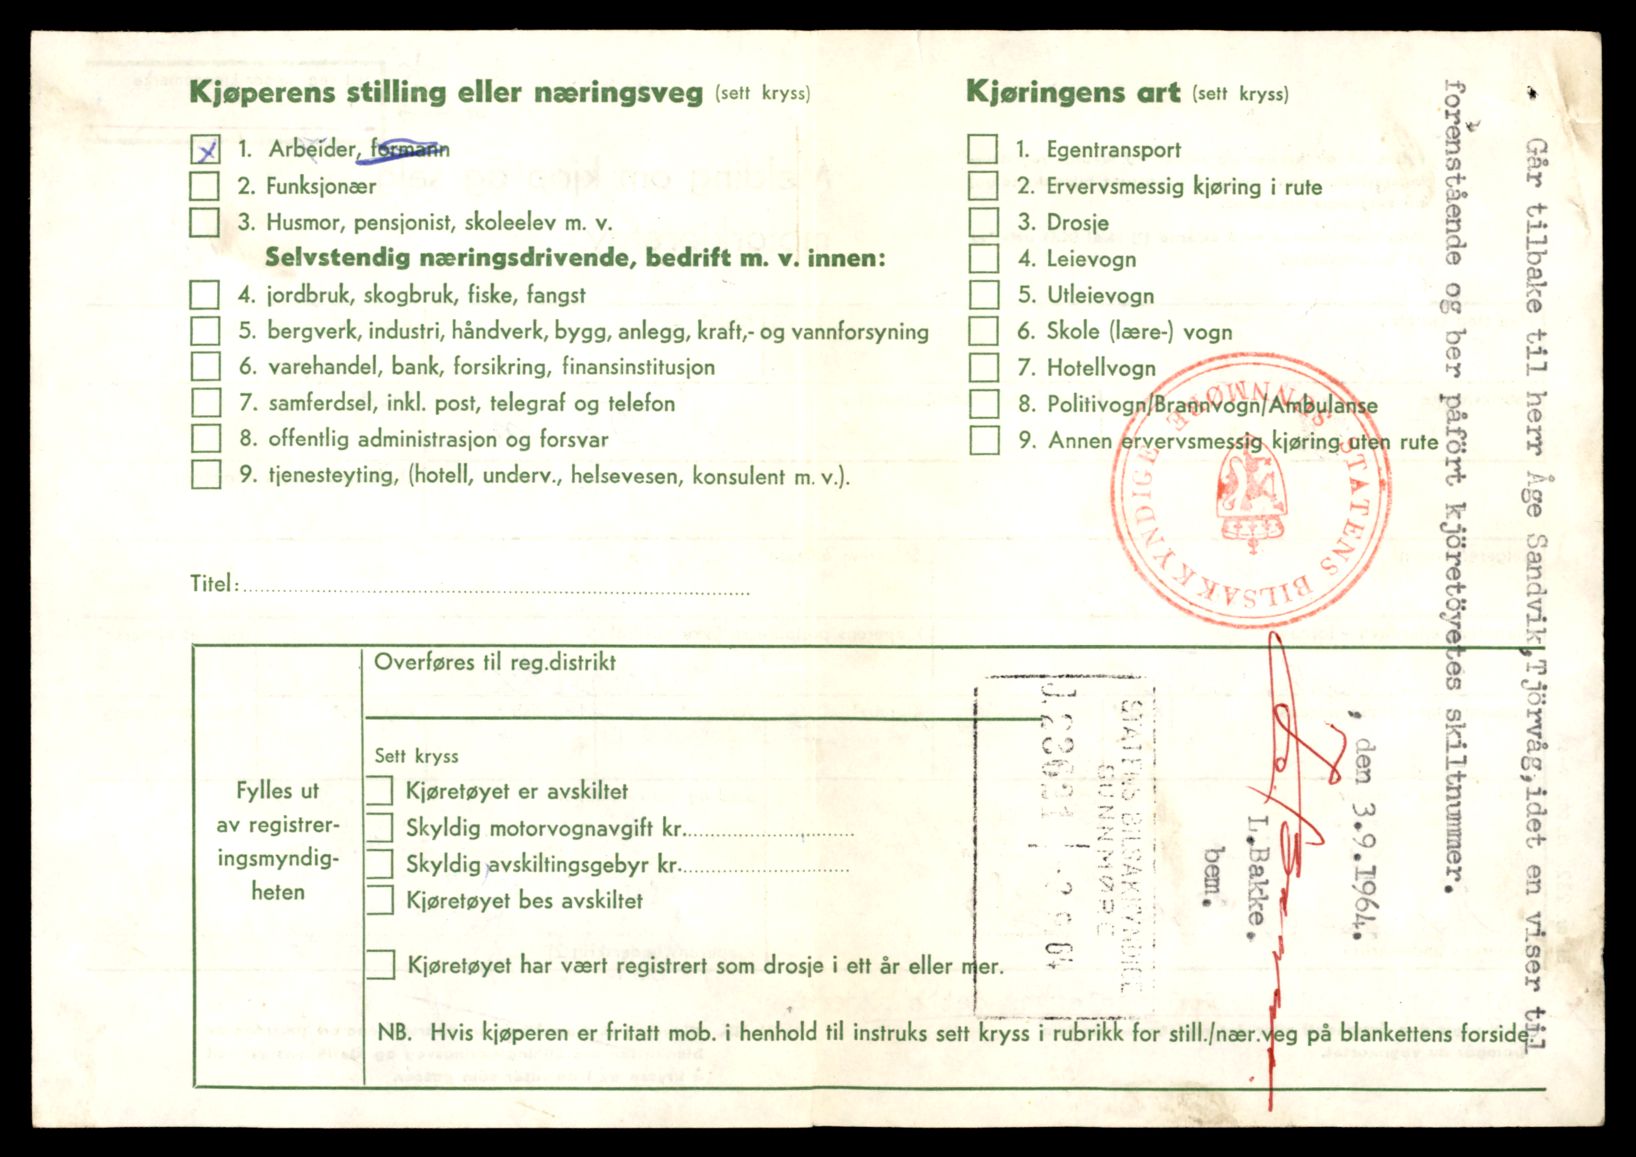 Kjøperens stilling eller næringsveg (sett kryss)
x 1. Arbeider, formann
2. Funksjonær
3. Husmor, pensjonist, skoleelev m. v.
Selvstendig næringsdrivende, bedrift m. v. innen:
4. jordbruk, skogbruk, fiske, fangst
5. bergverk, industri, håndverk, bygg, anlegg, kraft,- og vannforsyning
6. varehandel, bank, forsikring, finansinstitusjon
7. samferdsel, inkl. post, telegraf og telefon
8. offentlig administrasjon og forsvar
9. tjenesteyting, (hotell, underv., helsevesen, konsulent m. v.).
Titel:
Kjøringens art (sett kryss)
1. Egentransport
2. Ervervsmessig kjøring i rute
3. Drosje
4. Leievogn
5. Utleievogn
6. Skole (lære-) vogn
7. Hotellvogn
8. Politivogn/Brannvogn/Ambulanse
9. Annen ervervsmessig kjøring uten rute
STATENS BILSAKKYNDIGE
SUNNMØRE
Fylles ut
av registrer-
ingsmyndig-
heten
Overføres til reg.distrikt
Sett kryss
Kjøretøyet er avskiltet
Skyldig motorvognavgift kr.
Skyldig avskiltingsgebyr kr.
Kjøretøyet bes avskiltet
Kjøretøyet har vært registrert som drosje i ett år eller mer.
NB. Hvis kjøperen er fritatt mob. i henhold til instruks sett kryss i rubrikk for still./nær.veg på blankettens forside.
Går tilbake til herr Åge Sandvik,Tjörvåg,idet en viser til
forenstående og ber påfört kjöretöyetes skiltnummer.
, den 3.9.1964.
L.Bakke.
bem.
STATENS BILSAKKYNDIGE
SUNNMØRE